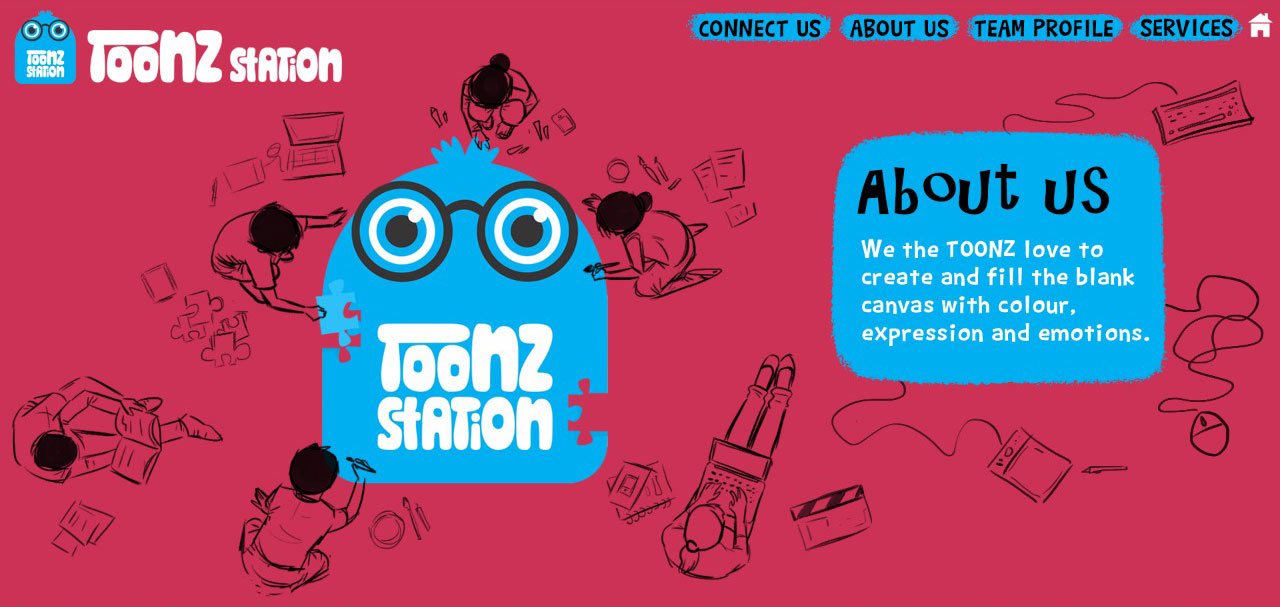 TOONZ STATION
TOONZ STATION
CONNECT US
ABOUT US
TEAM PROFILE
SERVICES
About us
We the TOONZ love to
create and fill the blank
canvas with colour,
expression and emotions.
TOONZ
STATION